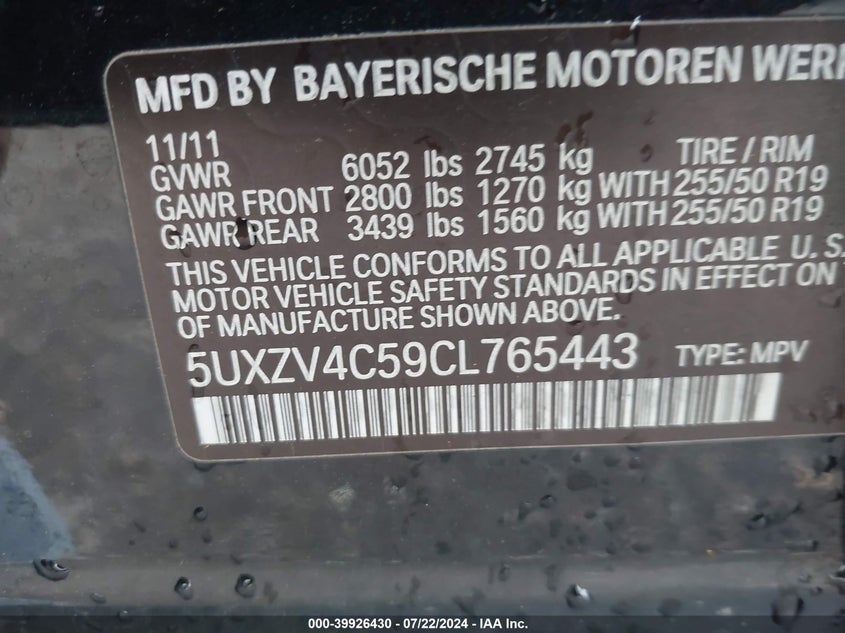 MFD BY BAYERISCHE MOTOREN WER
11/11 TIRE / RIM
GVWR 6052 lbs 2745 kg
GAWR FRONT 2800 lbs 1270 kg WITH 255/50 R19
GAWR REAR 3439 lbs 1560 kg WITH 255/50 R19
THIS VEHICLE CONFORMS TO ALL APPLICABLE U. S.
MOTOR VEHICLE SAFETY STANDARDS IN EFFECT ON
OF MANUFACTURE SHOWN ABOVE.
5UXZV4C59CL765443 TYPE: MPV
000-39926430 - 07/22/2024 - IAA Inc.